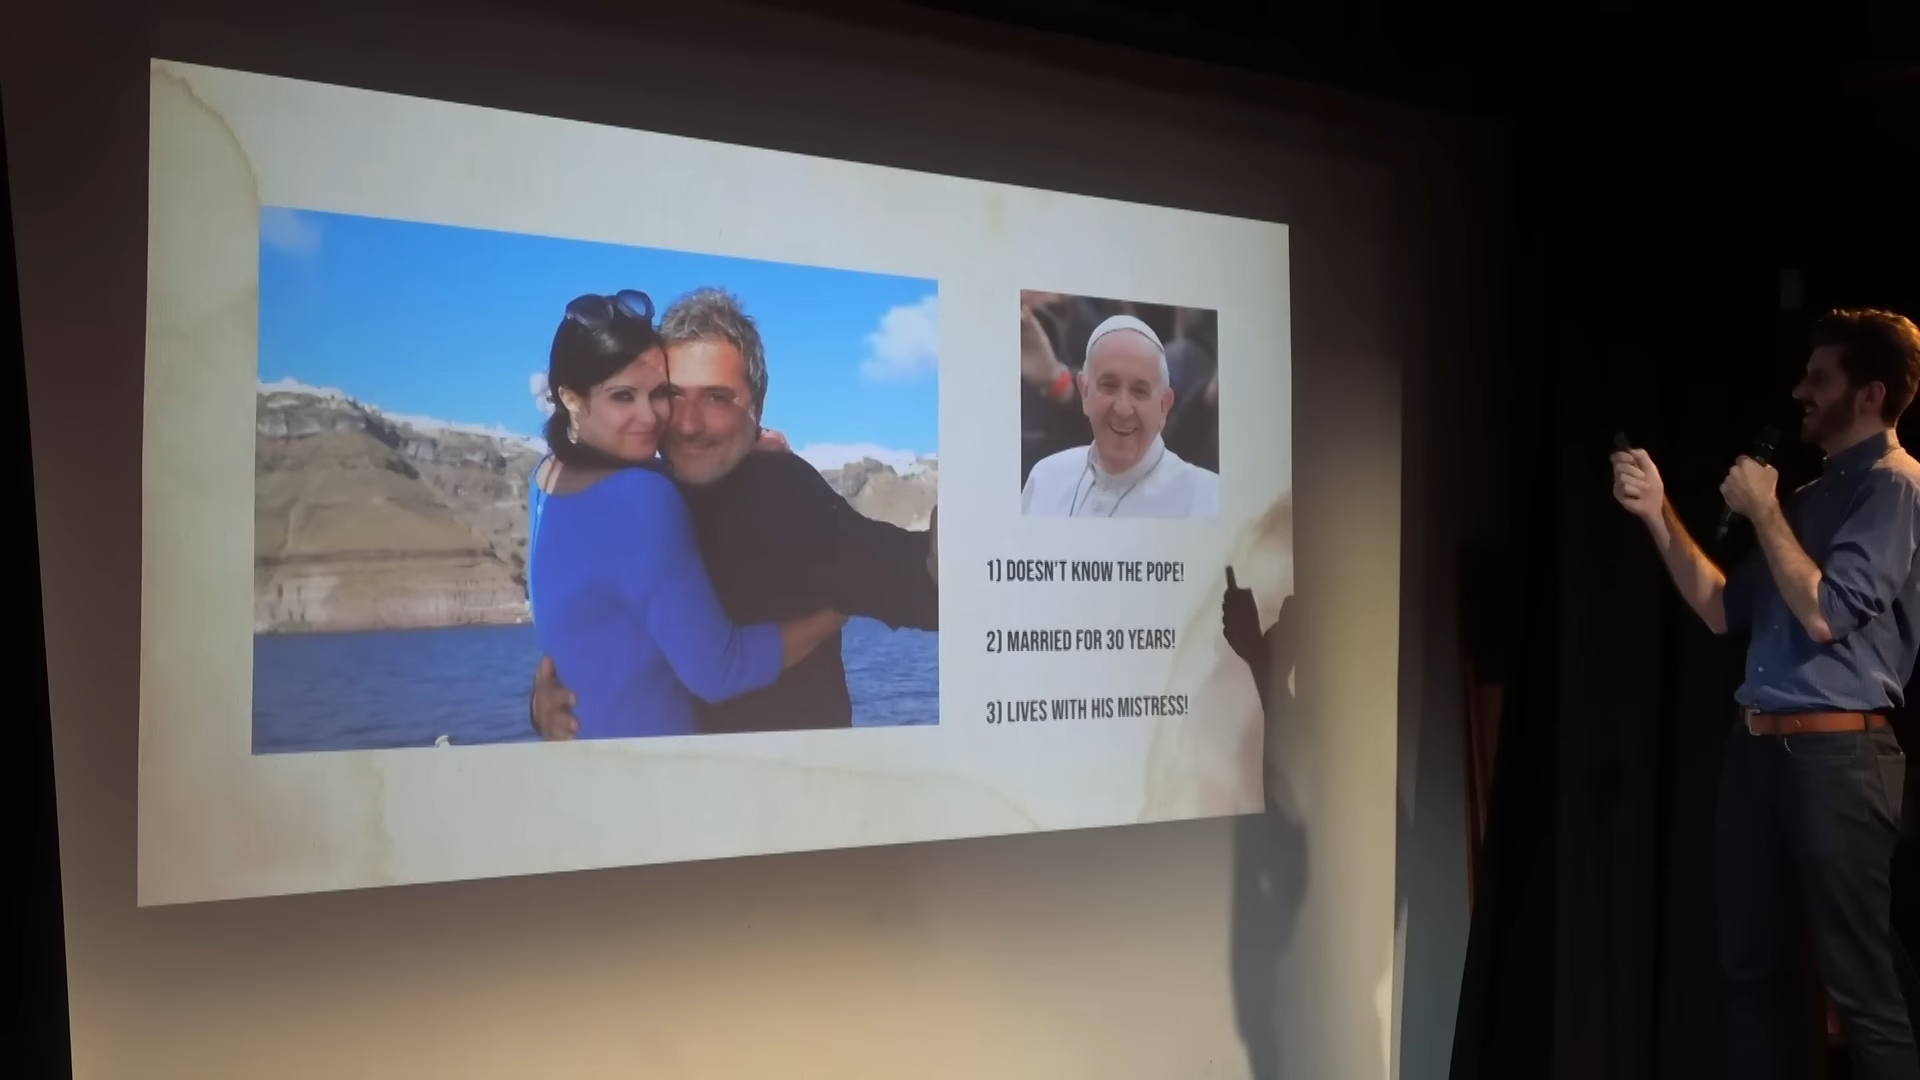 1) DOESN'T KNOW THE POPE!
2) MARRIED FOR 30 YEARS!
3) LIVES WITH HIS MISTRESS!